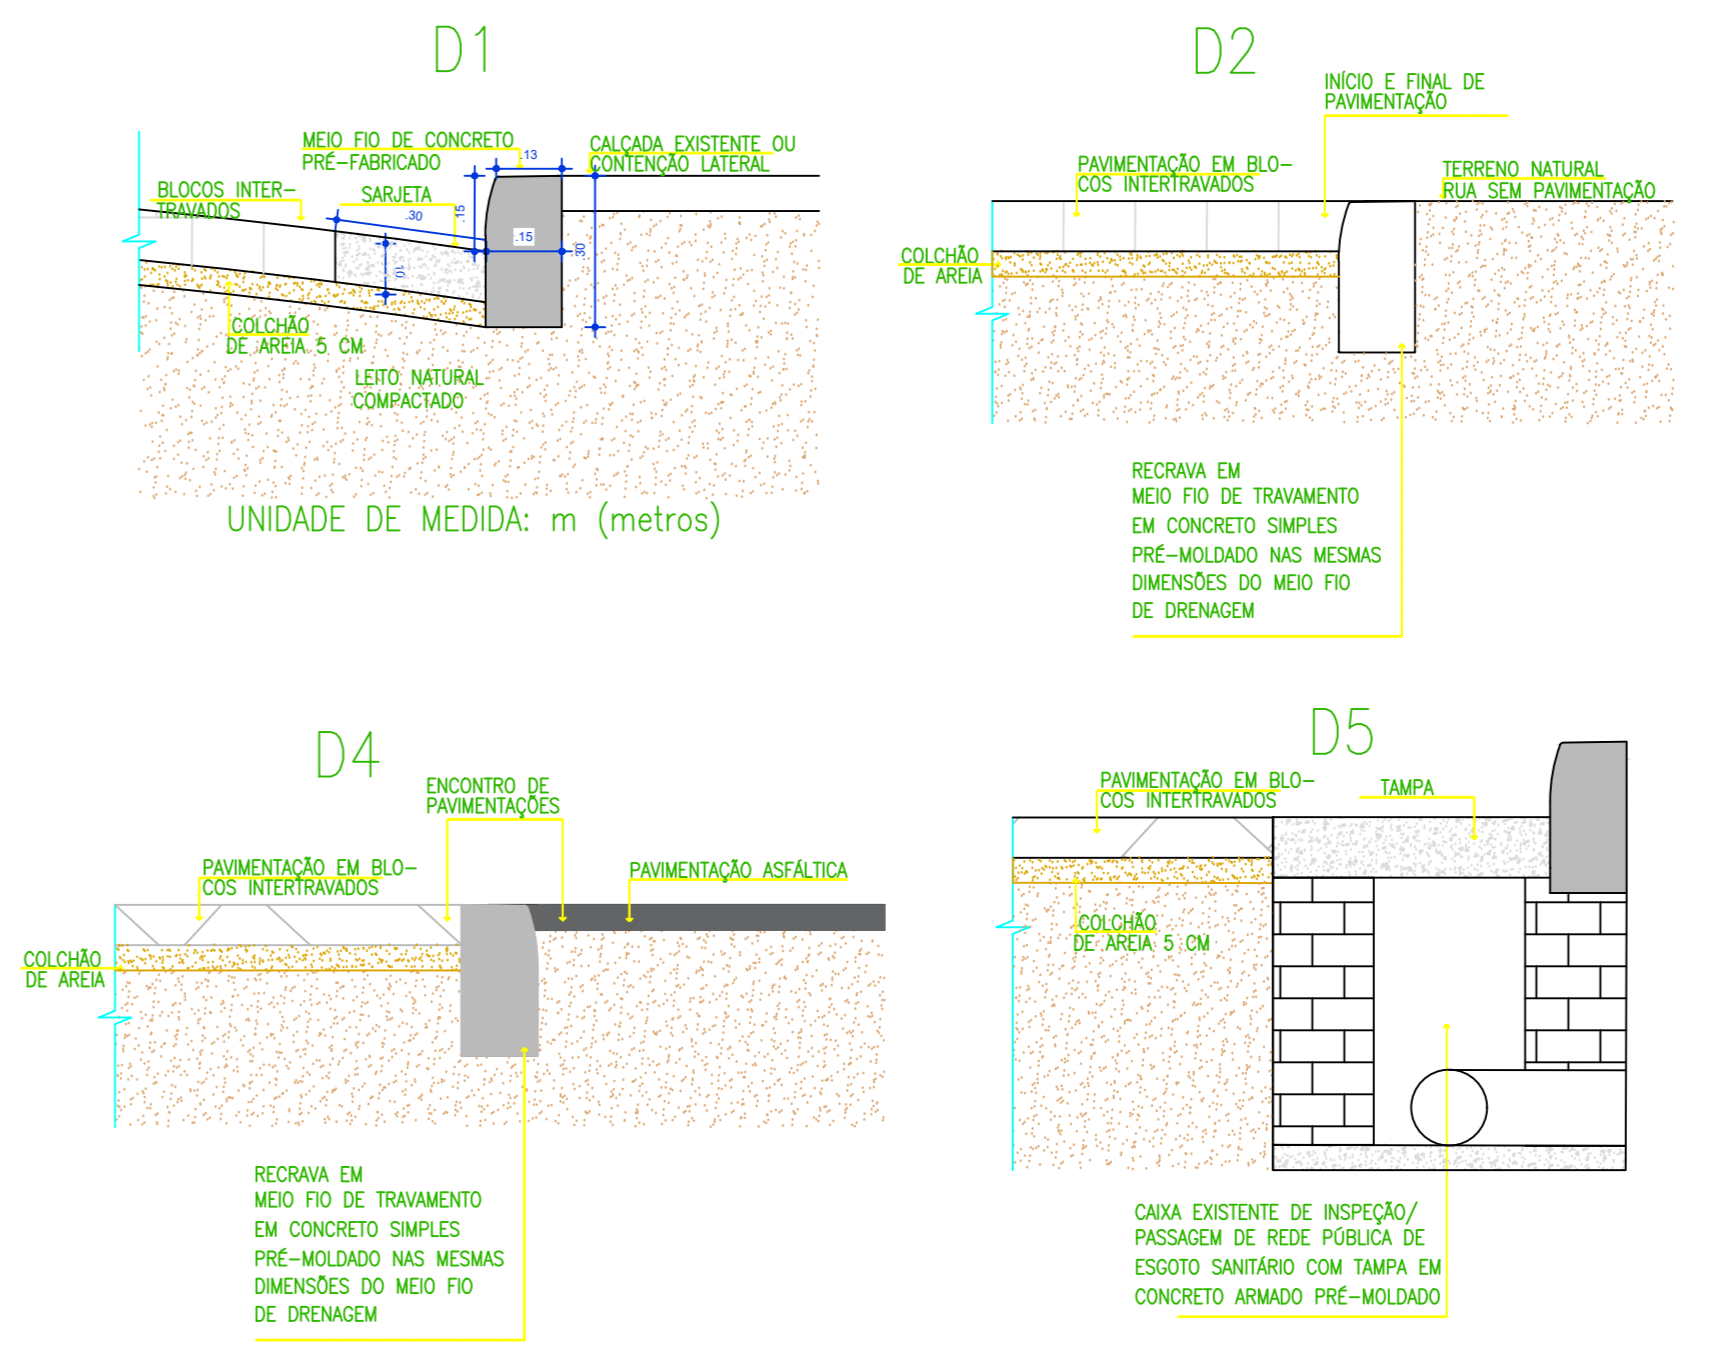 D1
MEIO FIO DE CONCRETO
PRÉ-FABRICADO
.13
CALÇADA EXISTENTE OU
CONTENÇÃO LATERAL
BLOCOS INTER-
TRAVADOS
SARJETA
.30
.15
.15
.30
.10
COLCHÃO
DE AREIA 5 CM
LEITO NATURAL
COMPACTADO
UNIDADE DE MEDIDA: m (metros)
D2
INÍCIO E FINAL DE
PAVIMENTAÇÃO
PAVIMENTAÇÃO EM BLO-
COS INTERTRAVADOS
TERRENO NATURAL
RUA SEM PAVIMENTAÇÃO
COLCHÃO
DE AREIA
RECRAVA EM
MEIO FIO DE TRAVAMENTO
EM CONCRETO SIMPLES
PRÉ-MOLDADO NAS MESMAS
DIMENSÕES DO MEIO FIO
DE DRENAGEM
D4
ENCONTRO DE
PAVIMENTAÇÕES
PAVIMENTAÇÃO EM BLO-
COS INTERTRAVADOS
PAVIMENTAÇÃO ASFÁLTICA
COLCHÃO
DE AREIA
RECRAVA EM
MEIO FIO DE TRAVAMENTO
EM CONCRETO SIMPLES
PRÉ-MOLDADO NAS MESMAS
DIMENSÕES DO MEIO FIO
DE DRENAGEM
D5
PAVIMENTAÇÃO EM BLO-
COS INTERTRAVADOS
TAMPA
COLCHÃO
DE AREIA 5 CM
CAIXA EXISTENTE DE INSPEÇÃO/
PASSAGEM DE REDE PÚBLICA DE
ESGOTO SANITÁRIO COM TAMPA EM
CONCRETO ARMADO PRÉ-MOLDADO